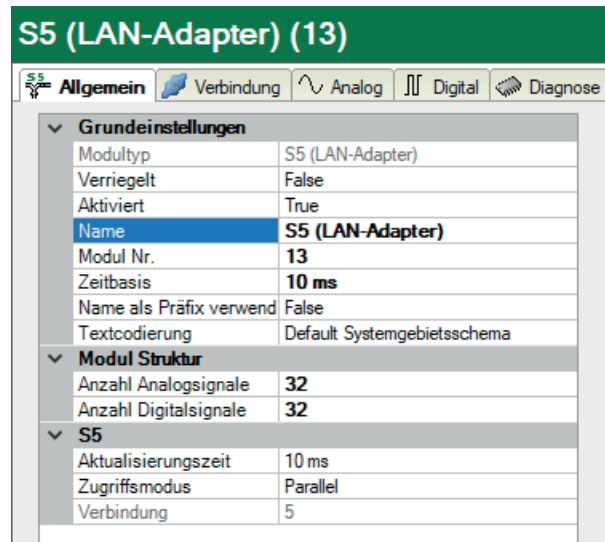 S5 (LAN-Adapter) (13)
S5 Allgemein Verbindung Analog Digital Diagnose
Grundeinstellungen
Modultyp S5 (LAN-Adapter)
Verriegelt False
Aktiviert True
Name S5 (LAN-Adapter)
Modul Nr. 13
Zeitbasis 10 ms
Name als Präfix verwend False
Textcodierung Default Systemgebietsschema
Modul Struktur
Anzahl Analogsignale 32
Anzahl Digitalsignale 32
S5
Aktualisierungszeit 10 ms
Zugriffsmodus Parallel
Verbindung 5